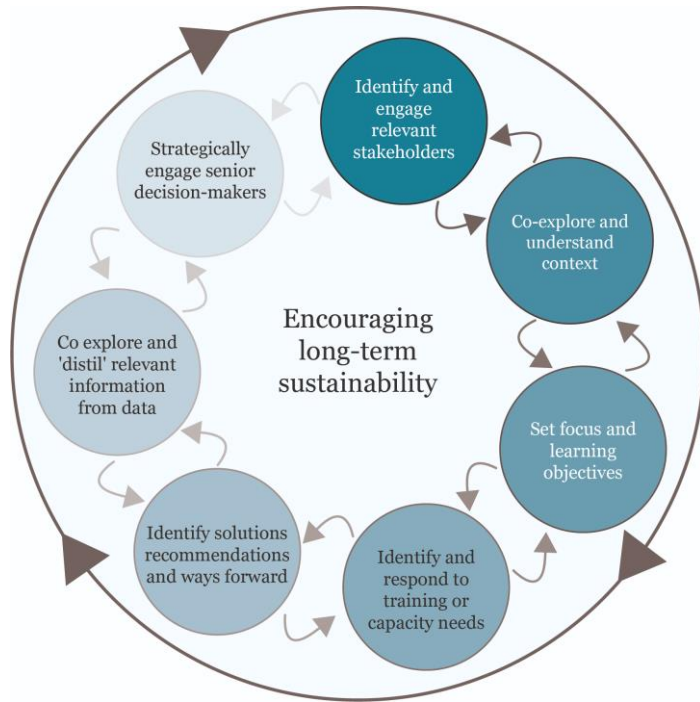 Identify and
engage
relevant
stakeholders
Co-explore and
understand
context
Set focus and
learning
objectives
Identify and
respond to
training or
capacity needs
Identify solutions
recommendations
and ways forward
Co explore and
'distil' relevant
information
from data
Strategically
engage senior
decision-makers
Encouraging
long-term
sustainability